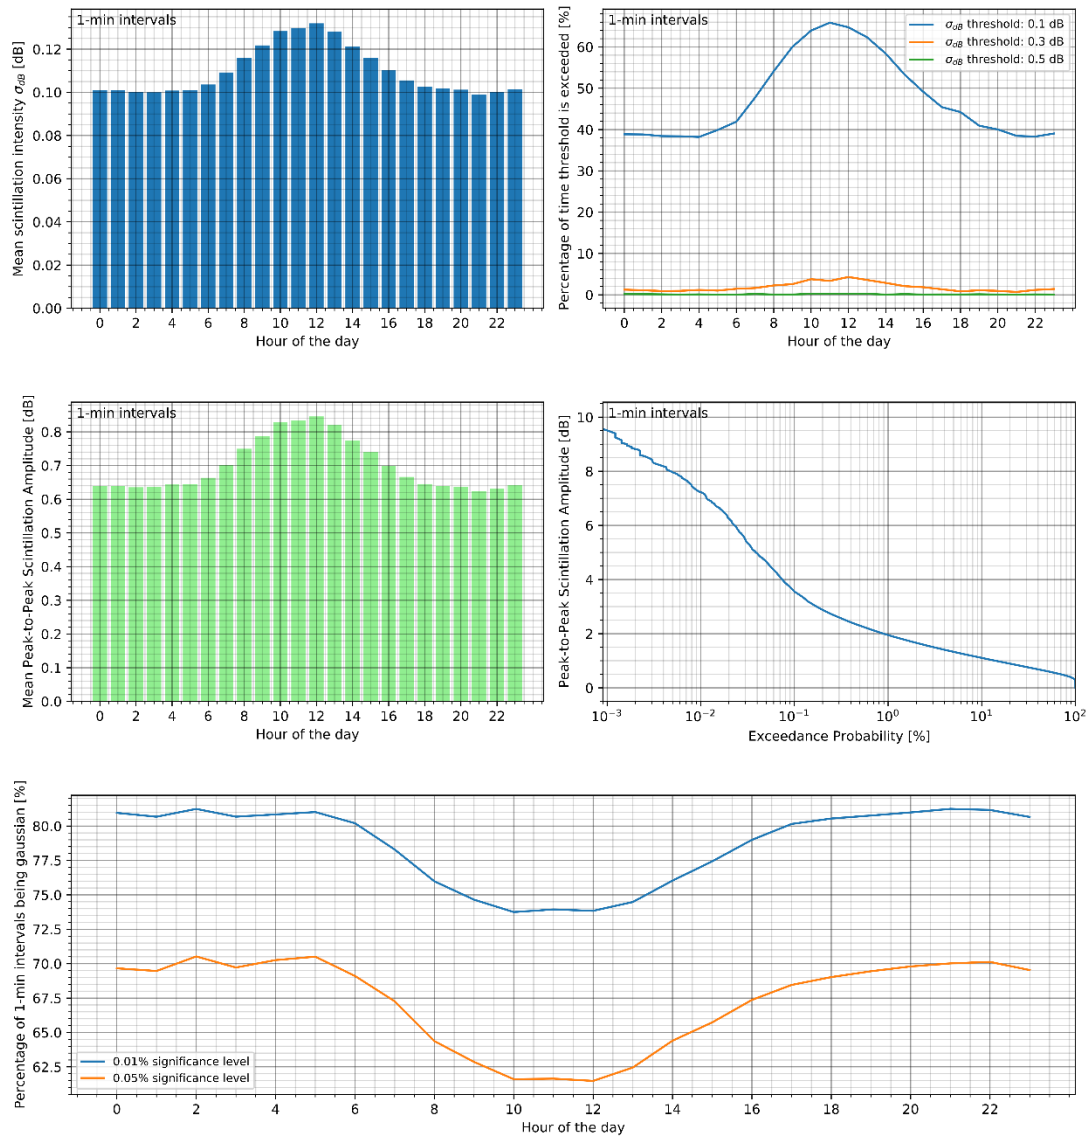 1-min intervals
Mean scintillation intensity σdB [dB]
0.12
0.10
0.08
0.06
0.04
0.02
0.00
0 2 4 6 8 10 12 14 16 18 20 22
Hour of the day
1-min intervals
σdB threshold: 0.1 dB
σdB threshold: 0.3 dB
σdB threshold: 0.5 dB
Percentage of time threshold is exceeded [%]
60
50
40
30
20
10
0
0 2 4 6 8 10 12 14 16 18 20 22
Hour of the day
1-min intervals
Mean Peak-to-Peak Scintillation Amplitude [dB]
0.8
0.7
0.6
0.5
0.4
0.3
0.2
0.1
0.0
0 2 4 6 8 10 12 14 16 18 20 22
Hour of the day
1-min intervals
Peak-to-Peak Scintillation Amplitude [dB]
10
8
6
4
2
0
10⁻³ 10⁻² 10⁻¹ 10⁰ 10¹ 10²
Exceedance Probability [%]
Percentage of 1-min intervals being gaussian [%]
80.0
77.5
75.0
72.5
70.0
67.5
65.0
62.5
0.01% significance level
0.05% significance level
0 2 4 6 8 10 12 14 16 18 20 22
Hour of the day